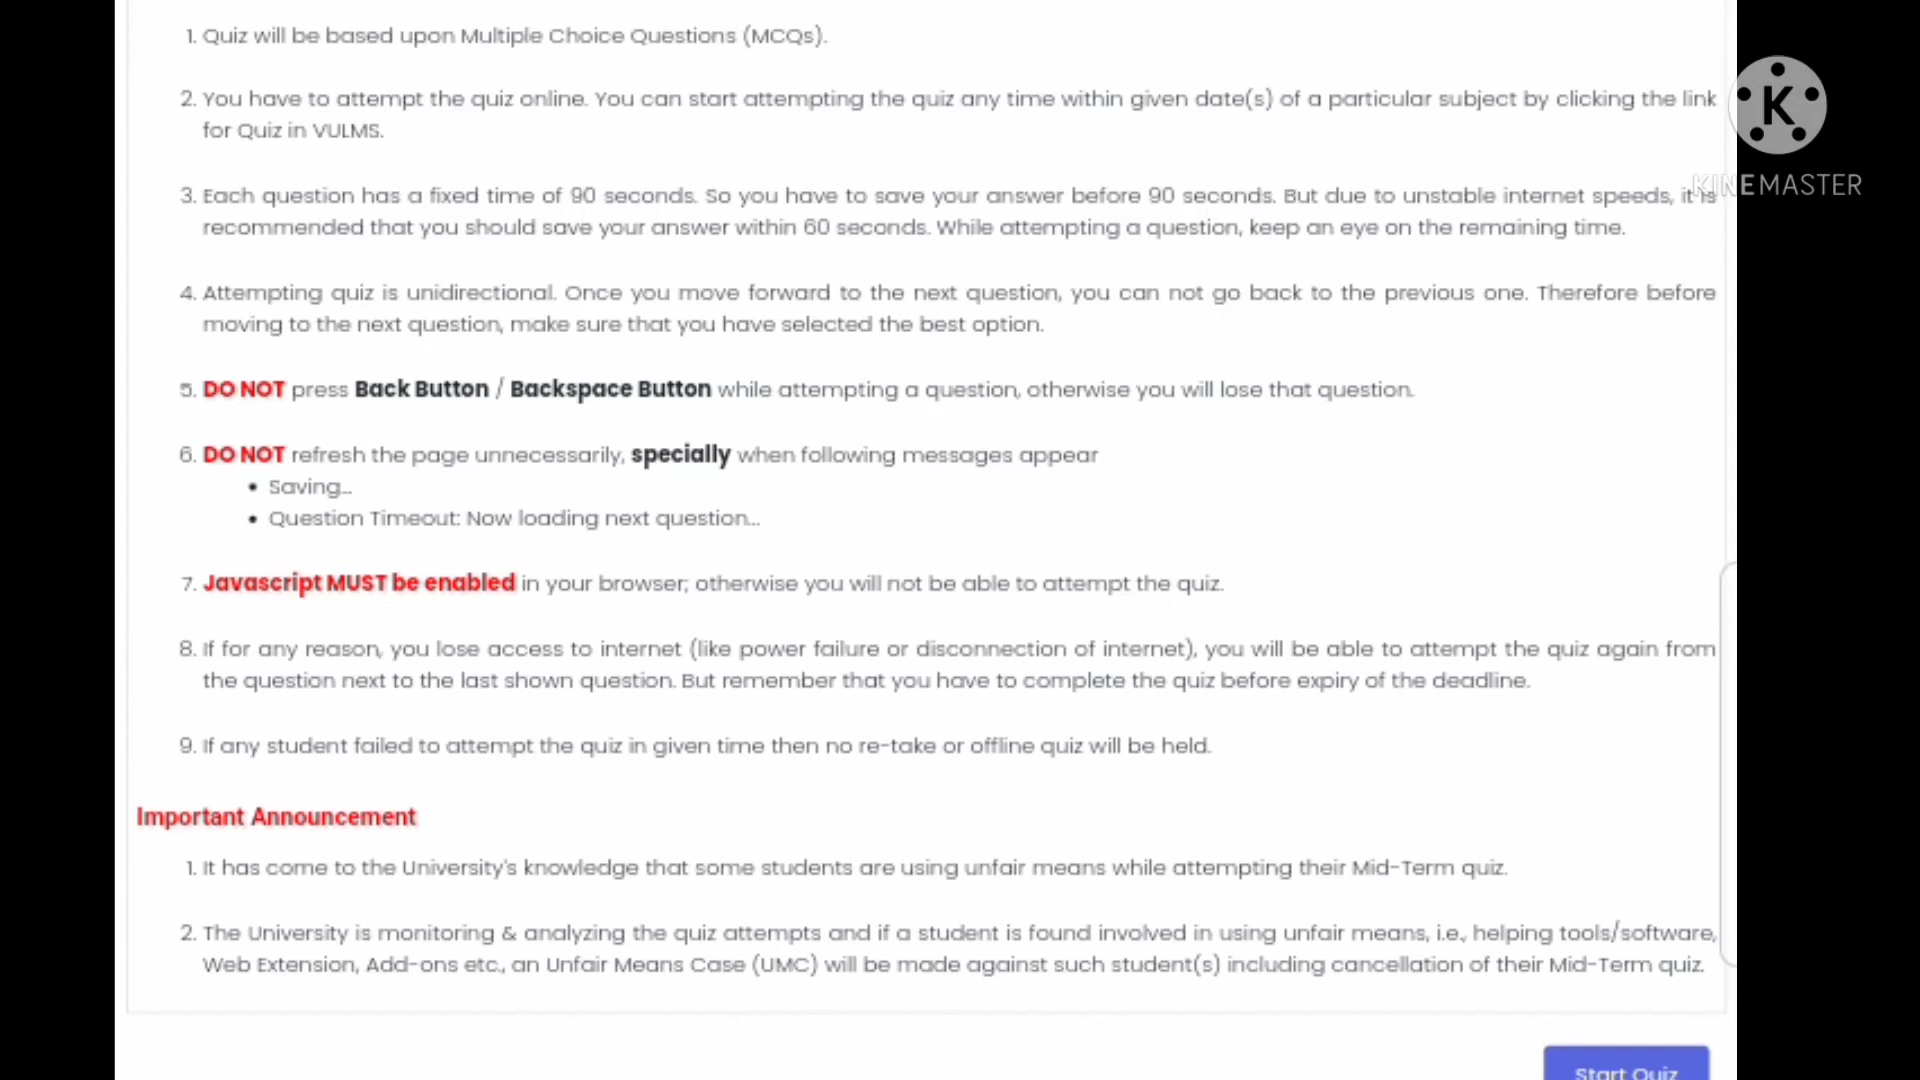 1. Quiz will be based upon Multiple Choice Questions (MCQs).
2. You have to attempt the quiz online. You can start attempting the quiz any time within given date(s) of a particular subject by clicking the link
for Quiz in VULMS.
3. Each question has a fixed time of 90 seconds. So you have to save your answer before 90 seconds. But due to unstable internet speeds, it is
recommended that you should save your answer within 60 seconds. While attempting a question, keep an eye on the remaining time.
4. Attempting quiz is unidirectional. Once you move forward to the next question, you can not go back to the previous one. Therefore before
moving to the next question, make sure that you have selected the best option.
5. DO NOT press Back Button / Backspace Button while attempting a question, otherwise you will lose that question.
6. DO NOT refresh the page unnecessarily, specially when following messages appear
• Saving...
• Question Timeout: Now loading next question...
7. Javascript MUST be enabled in your browser; otherwise you will not be able to attempt the quiz.
8. If for any reason, you lose access to internet (like power failure or disconnection of internet), you will be able to attempt the quiz again from
the question next to the last shown question. But remember that you have to complete the quiz before expiry of the deadline.
9. If any student failed to attempt the quiz in given time then no re-take or offline quiz will be held.
Important Announcement
1. It has come to the University's knowledge that some students are using unfair means while attempting their Mid-Term quiz.
2. The University is monitoring & analyzing the quiz attempts and if a student is found involved in using unfair means, i.e., helping tools/software,
Web Extension, Add-ons etc., an Unfair Means Case (UMC) will be made against such student(s) including cancellation of their Mid-Term quiz.
Start Quiz
K
KINEMASTER